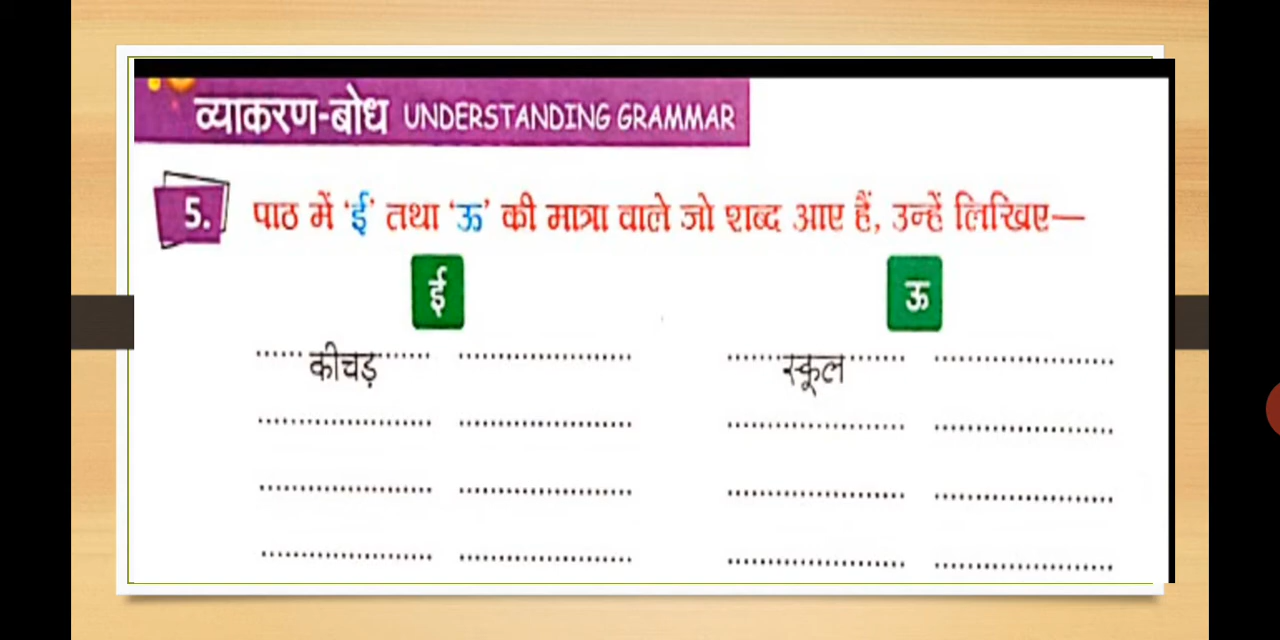 व्याकरण-बोध UNDERSTANDING GRAMMAR
5. पाठ में 'ई' तथा 'ऊ' की मात्रा वाले जो शब्द आए हैं, उन्हें लिखिए—
ई ऊ
कीचड़ स्कूल